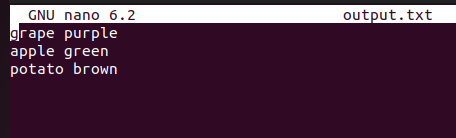 GNU nano 6.2 output.txt
grape purple
apple green
potato brown